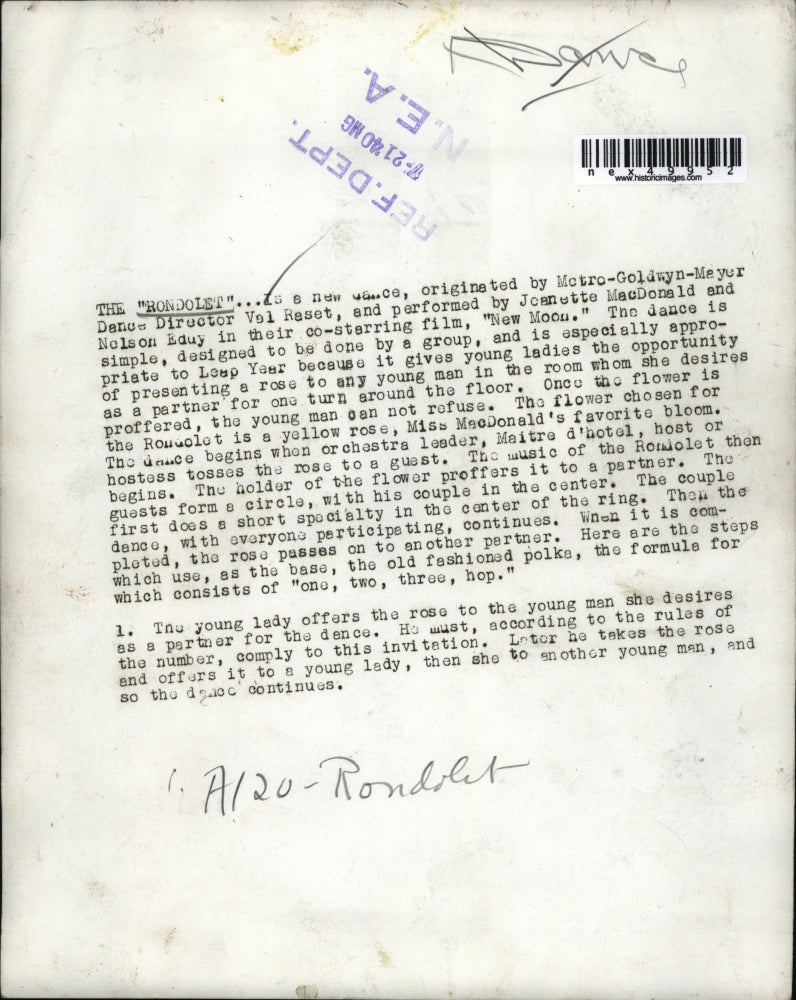 Dance
N.E.A.
7-21 40 MG
REF. DEPT.
nex49952
www.historicimages.com
THE "RONDOLET"...is a new dance, originated by Metro-Goldwyn-Mayer
Dance Director Val Raset, and performed by Jeanette MacDonald and
Nelson Eddy in their co-starring film, "New Moon." The dance is
simple, designed to be done by a group, and is especially appro-
priate to Leap Year because it gives young ladies the opportunity
of presenting a rose to any young man in the room whom she desires
as a partner for one turn around the floor. Once the flower is
proffered, the young man can not refuse. The flower chosen for
the Rondolet is a yellow rose, Miss MacDonald's favorite bloom.
The dance begins when orchestra leader, Maitre d'hotel, host or
hostess tosses the rose to a guest. The music of the Rondolet then
begins. The holder of the flower proffers it to a partner. The
guests form a circle, with his couple in the center. The couple
first does a short specialty in the center of the ring. Then the
dance, with everyone participating, continues. When it is com-
pleted, the rose passes on to another partner. Here are the steps
which use, as the base, the old fashioned polka, the formula for
which consists of "one, two, three, hop."
1. The young lady offers the rose to the young man she desires
as a partner for the dance. He must, according to the rules of
the number, comply to this invitation. Later he takes the rose
and offers it to a young lady, then she to another young man, and
so the dance continues.
1. A120-Rondolet